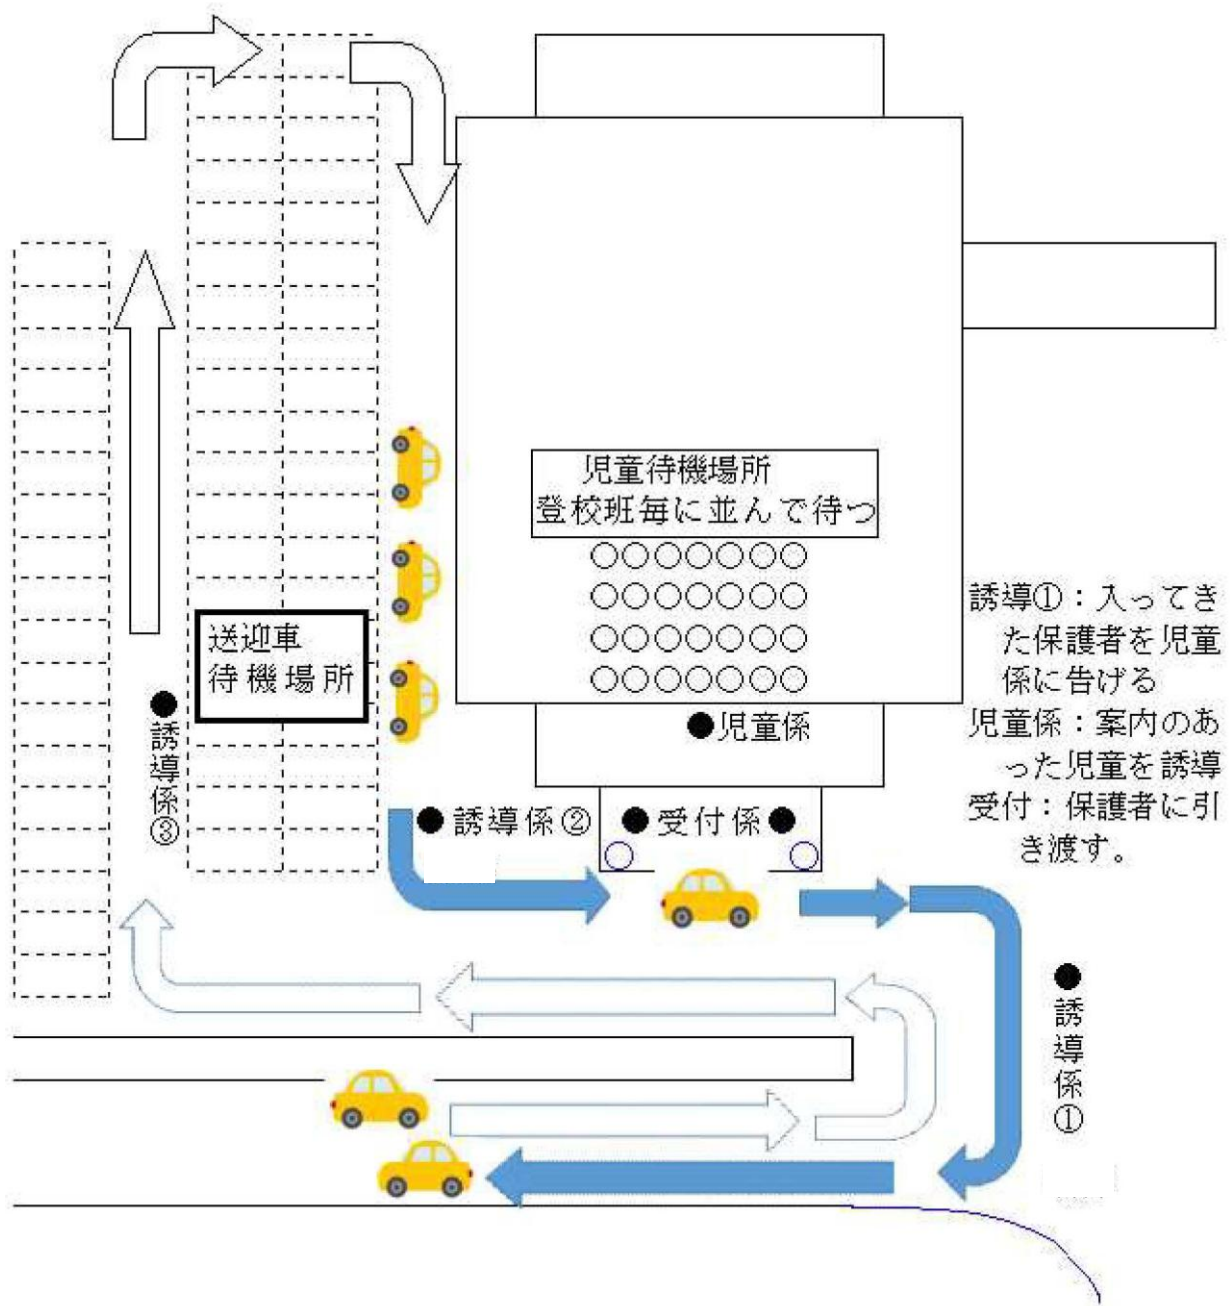 児童待機場所
登校班毎に並んで待つ
送迎車
待機場所
誘導係③
●児童係
●誘導係②
●受付係●
誘導①：入ってき
た保護者を児童
係に告げる
児童係：案内のあ
った児童を誘導
受付：保護者に引
き渡す。
誘導係①